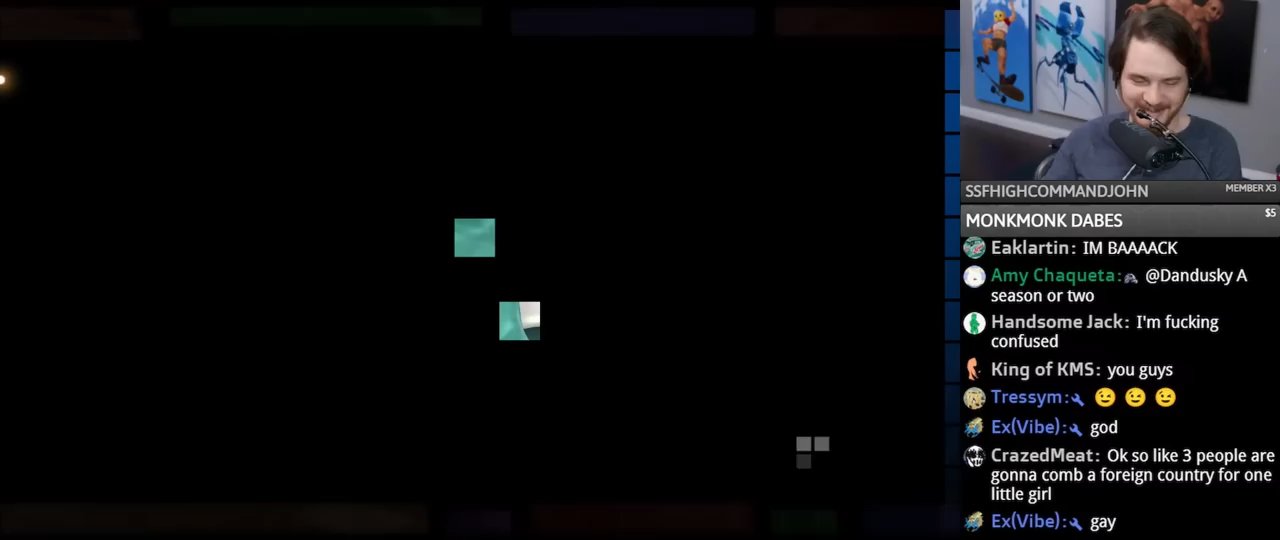 SSFHIGHCOMMANDJOHN
MEMBER X3
MONKMONK DABES
$5
Eaklartin: IM BAAAACK
Amy Chaqueta: @Dandusky A
season or two
Handsome Jack: I'm fucking
confused
King of KMS: you guys
Tressym: 😉 😉 😉
Ex(Vibe): god
CrazedMeat: Ok so like 3 people are
gonna comb a foreign country for one
little girl
Ex(Vibe): gay